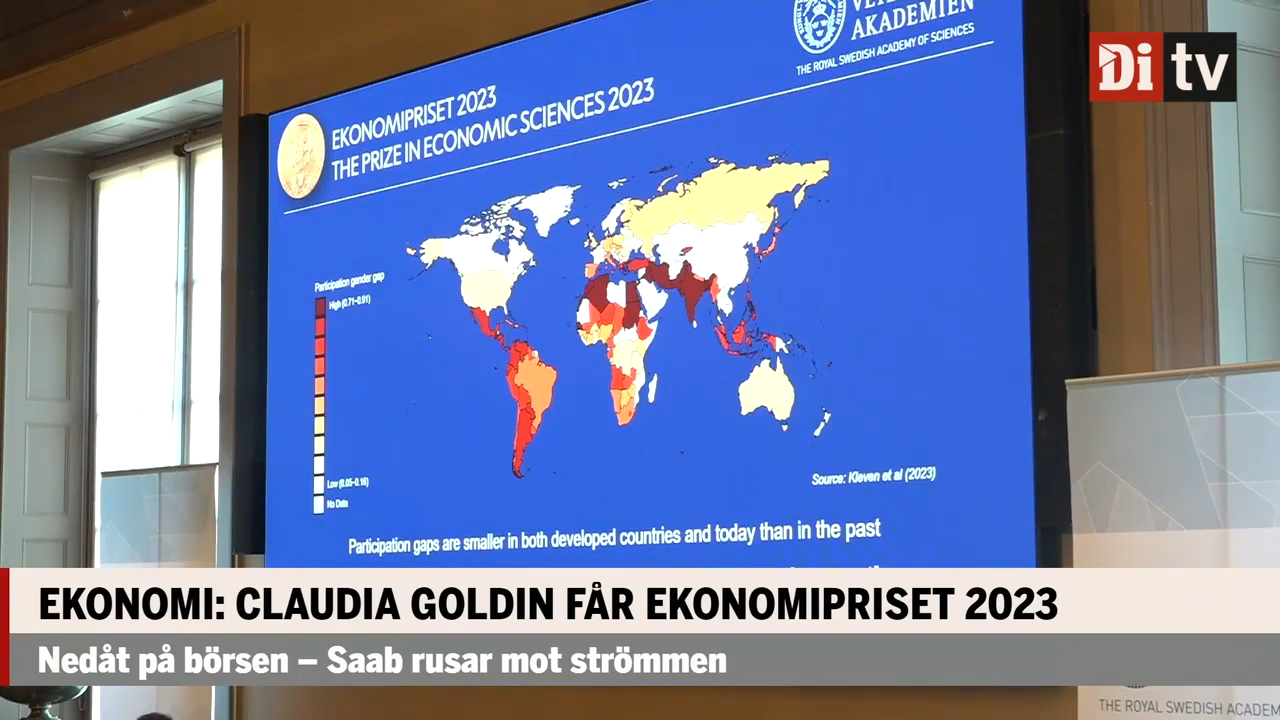 AKADEMIEN
THE ROYAL SWEDISH ACADEMY OF SCIENCES
Di tv
EKONOMIPRISET 2023
THE PRIZE IN ECONOMIC SCIENCES 2023
Participation gender gap
High (0.71–0.91)
Low (0.05–0.16)
No Data
Source: Kleven et al (2023)
Participation gaps are smaller in both developed countries and today than in the past
EKONOMI: CLAUDIA GOLDIN FÅR EKONOMIPRISET 2023
Nedåt på börsen – Saab rusar mot strömmen
THE ROYAL SWEDISH